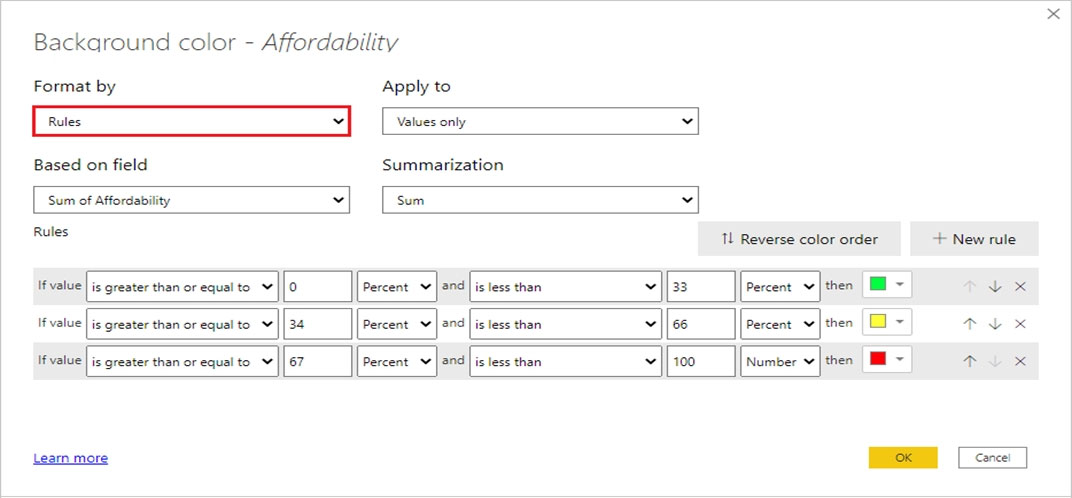 Background color - Affordability
Format by
Apply to
Rules
Values only
Based on field
Summarization
Sum of Affordability
Sum
Rules
Reverse color order
New rule
If value is greater than or equal to 0 Percent and is less than 33 Percent then
If value is greater than or equal to 34 Percent and is less than 66 Percent then
If value is greater than or equal to 67 Percent and is less than 100 Number then
Learn more
OK
Cancel